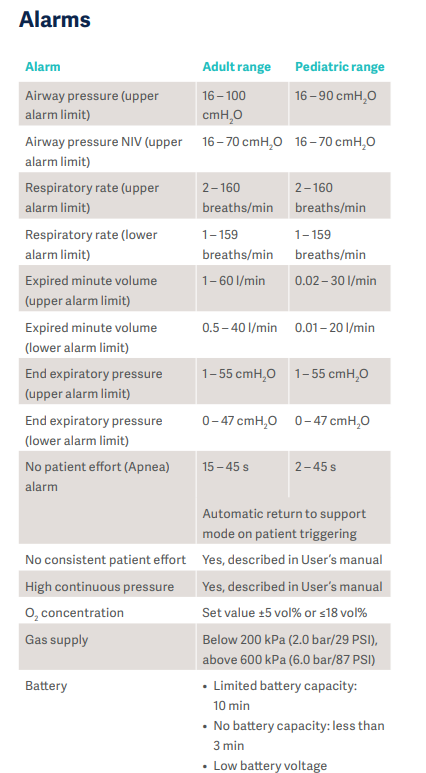 Alarms
Alarm Adult range Pediatric range
Airway pressure (upper 16 – 100 16 – 90 cmH₂O
alarm limit) cmH₂O
Airway pressure NIV (upper 16 – 70 cmH₂O 16 – 70 cmH₂O
alarm limit)
Respiratory rate (upper 2 – 160 2 – 160
alarm limit) breaths/min breaths/min
Respiratory rate (lower 1 – 159 1 – 159
alarm limit) breaths/min breaths/min
Expired minute volume 1 – 60 l/min 0.02 – 30 l/min
(upper alarm limit)
Expired minute volume 0.5 – 40 l/min 0.01 – 20 l/min
(lower alarm limit)
End expiratory pressure 1 – 55 cmH₂O 1 – 55 cmH₂O
(upper alarm limit)
End expiratory pressure 0 – 47 cmH₂O 0 – 47 cmH₂O
(lower alarm limit)
No patient effort (Apnea) 15 – 45 s 2 – 45 s
alarm
Automatic return to support
mode on patient triggering
No consistent patient effort Yes, described in User’s manual
High continuous pressure Yes, described in User’s manual
O₂ concentration Set value ±5 vol% or ≤18 vol%
Gas supply Below 200 kPa (2.0 bar/29 PSI),
above 600 kPa (6.0 bar/87 PSI)
Battery • Limited battery capacity:
10 min
• No battery capacity: less than
3 min
• Low battery voltage